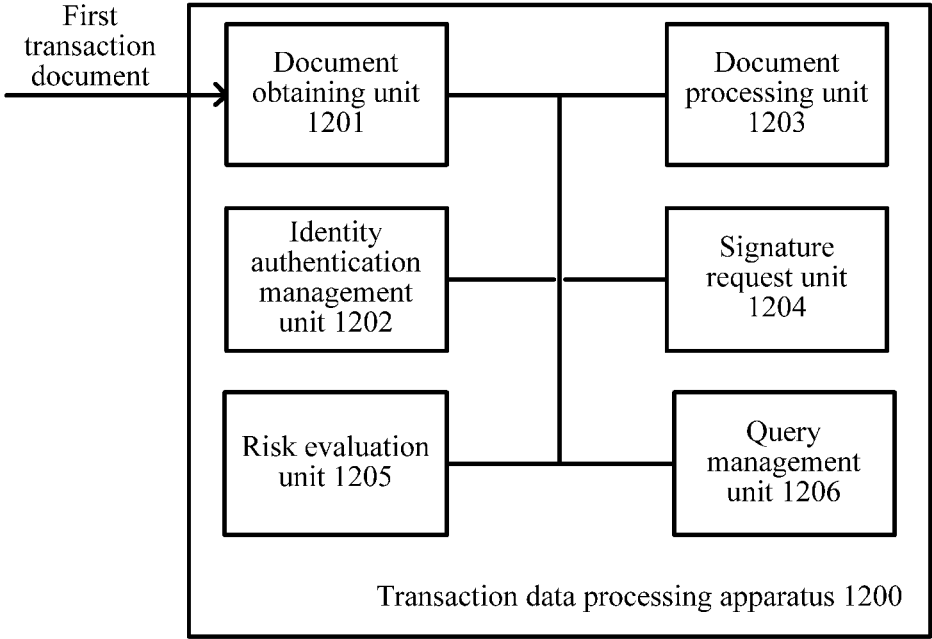 First
transaction
document
Document
obtaining unit
1201
Document
processing unit
1203
Identity
authentication
management
unit 1202
Signature
request unit
1204
Risk evaluation
unit 1205
Query
management
unit 1206
Transaction data processing apparatus 1200